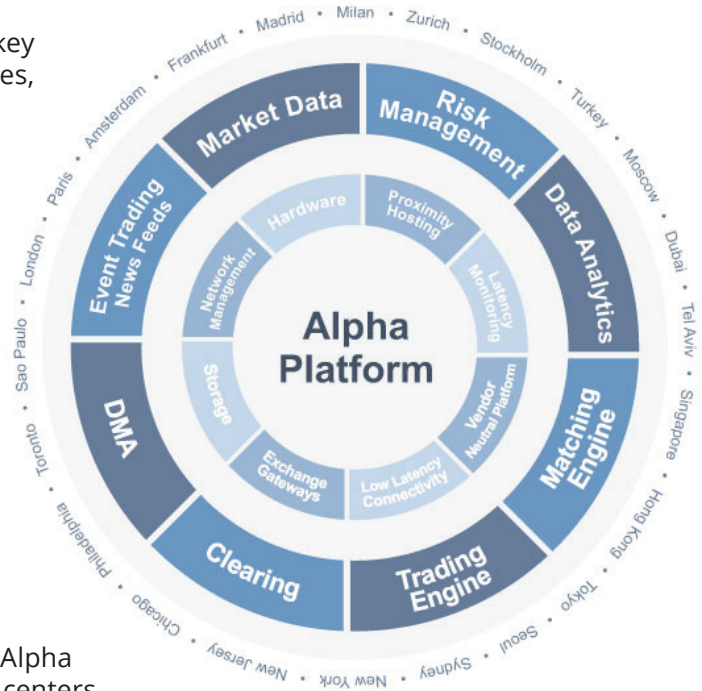 key
es,
Madrid • Milan • Zurich • Stockholm • Turkey • Moscow • Dubai • Tel Aviv • Singapore • Hong Kong • Tokyo • Seoul • Sydney • New York • New Jersey • Chicago • Philadelphia • Toronto • Sao Paulo • London • Paris • Amsterdam • Frankfurt •
Market Data
Risk
Management
Data Analytics
Matching
Engine
Trading
Engine
Clearing
DMA
Event Trading
News Feeds
Hardware
Proximity
Hosting
Latency
Monitoring
Vendor
Neutral Platform
Low Latency
Connectivity
Exchange
Gateways
Storage
Network
Management
Alpha
Platform
Alpha
centers